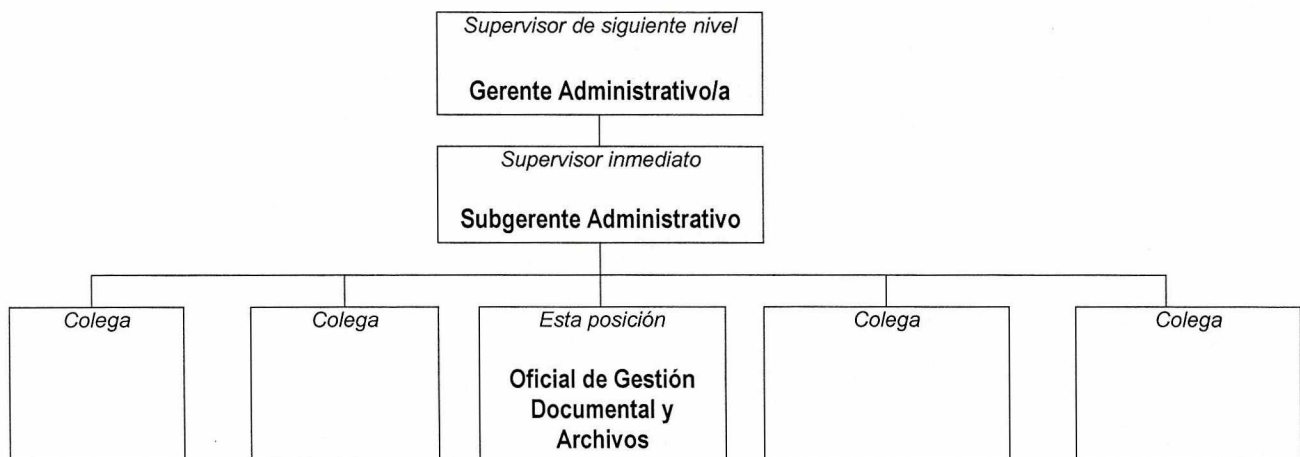 Supervisor de siguiente nivel
Gerente Administrativo/a
Supervisor inmediato
Subgerente Administrativo
Colega
Colega
Esta posición
Oficial de Gestión
Documental y
Archivos
Colega
Colega